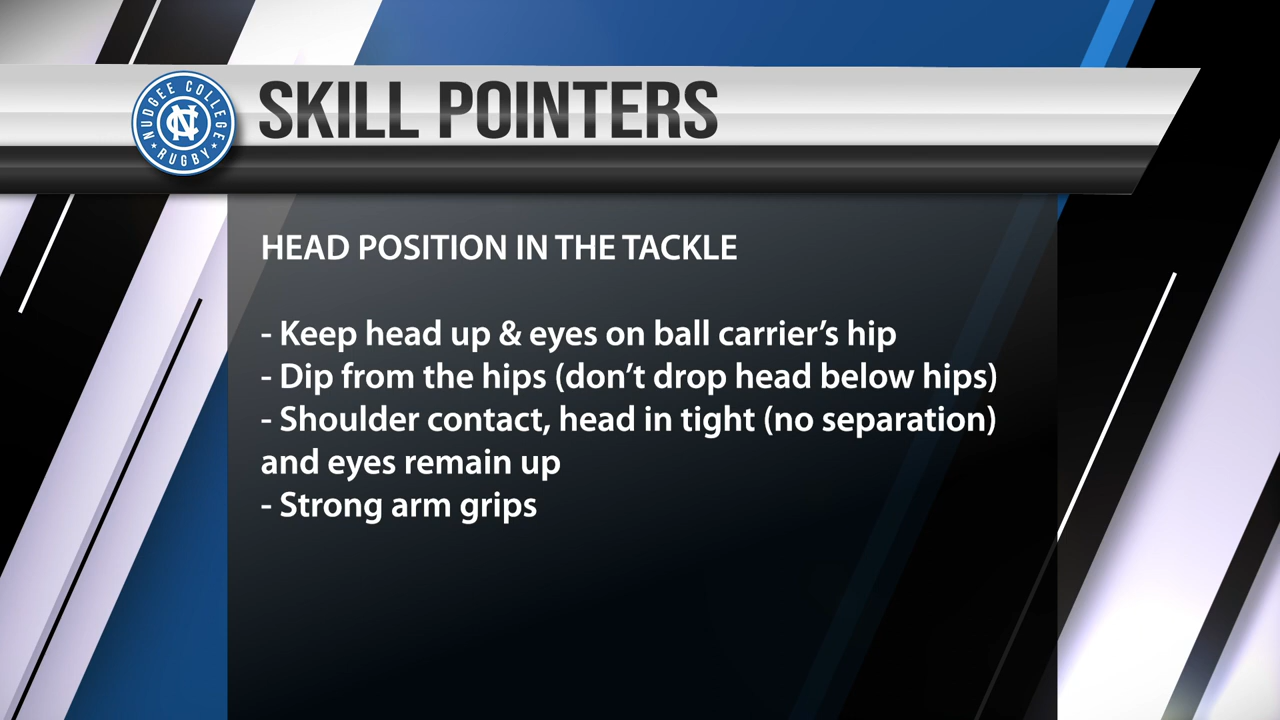 NUDGEE COLLEGE
NC
RUGBY
SKILL POINTERS
HEAD POSITION IN THE TACKLE
- Keep head up & eyes on ball carrier’s hip
- Dip from the hips (don’t drop head below hips)
- Shoulder contact, head in tight (no separation)
and eyes remain up
- Strong arm grips